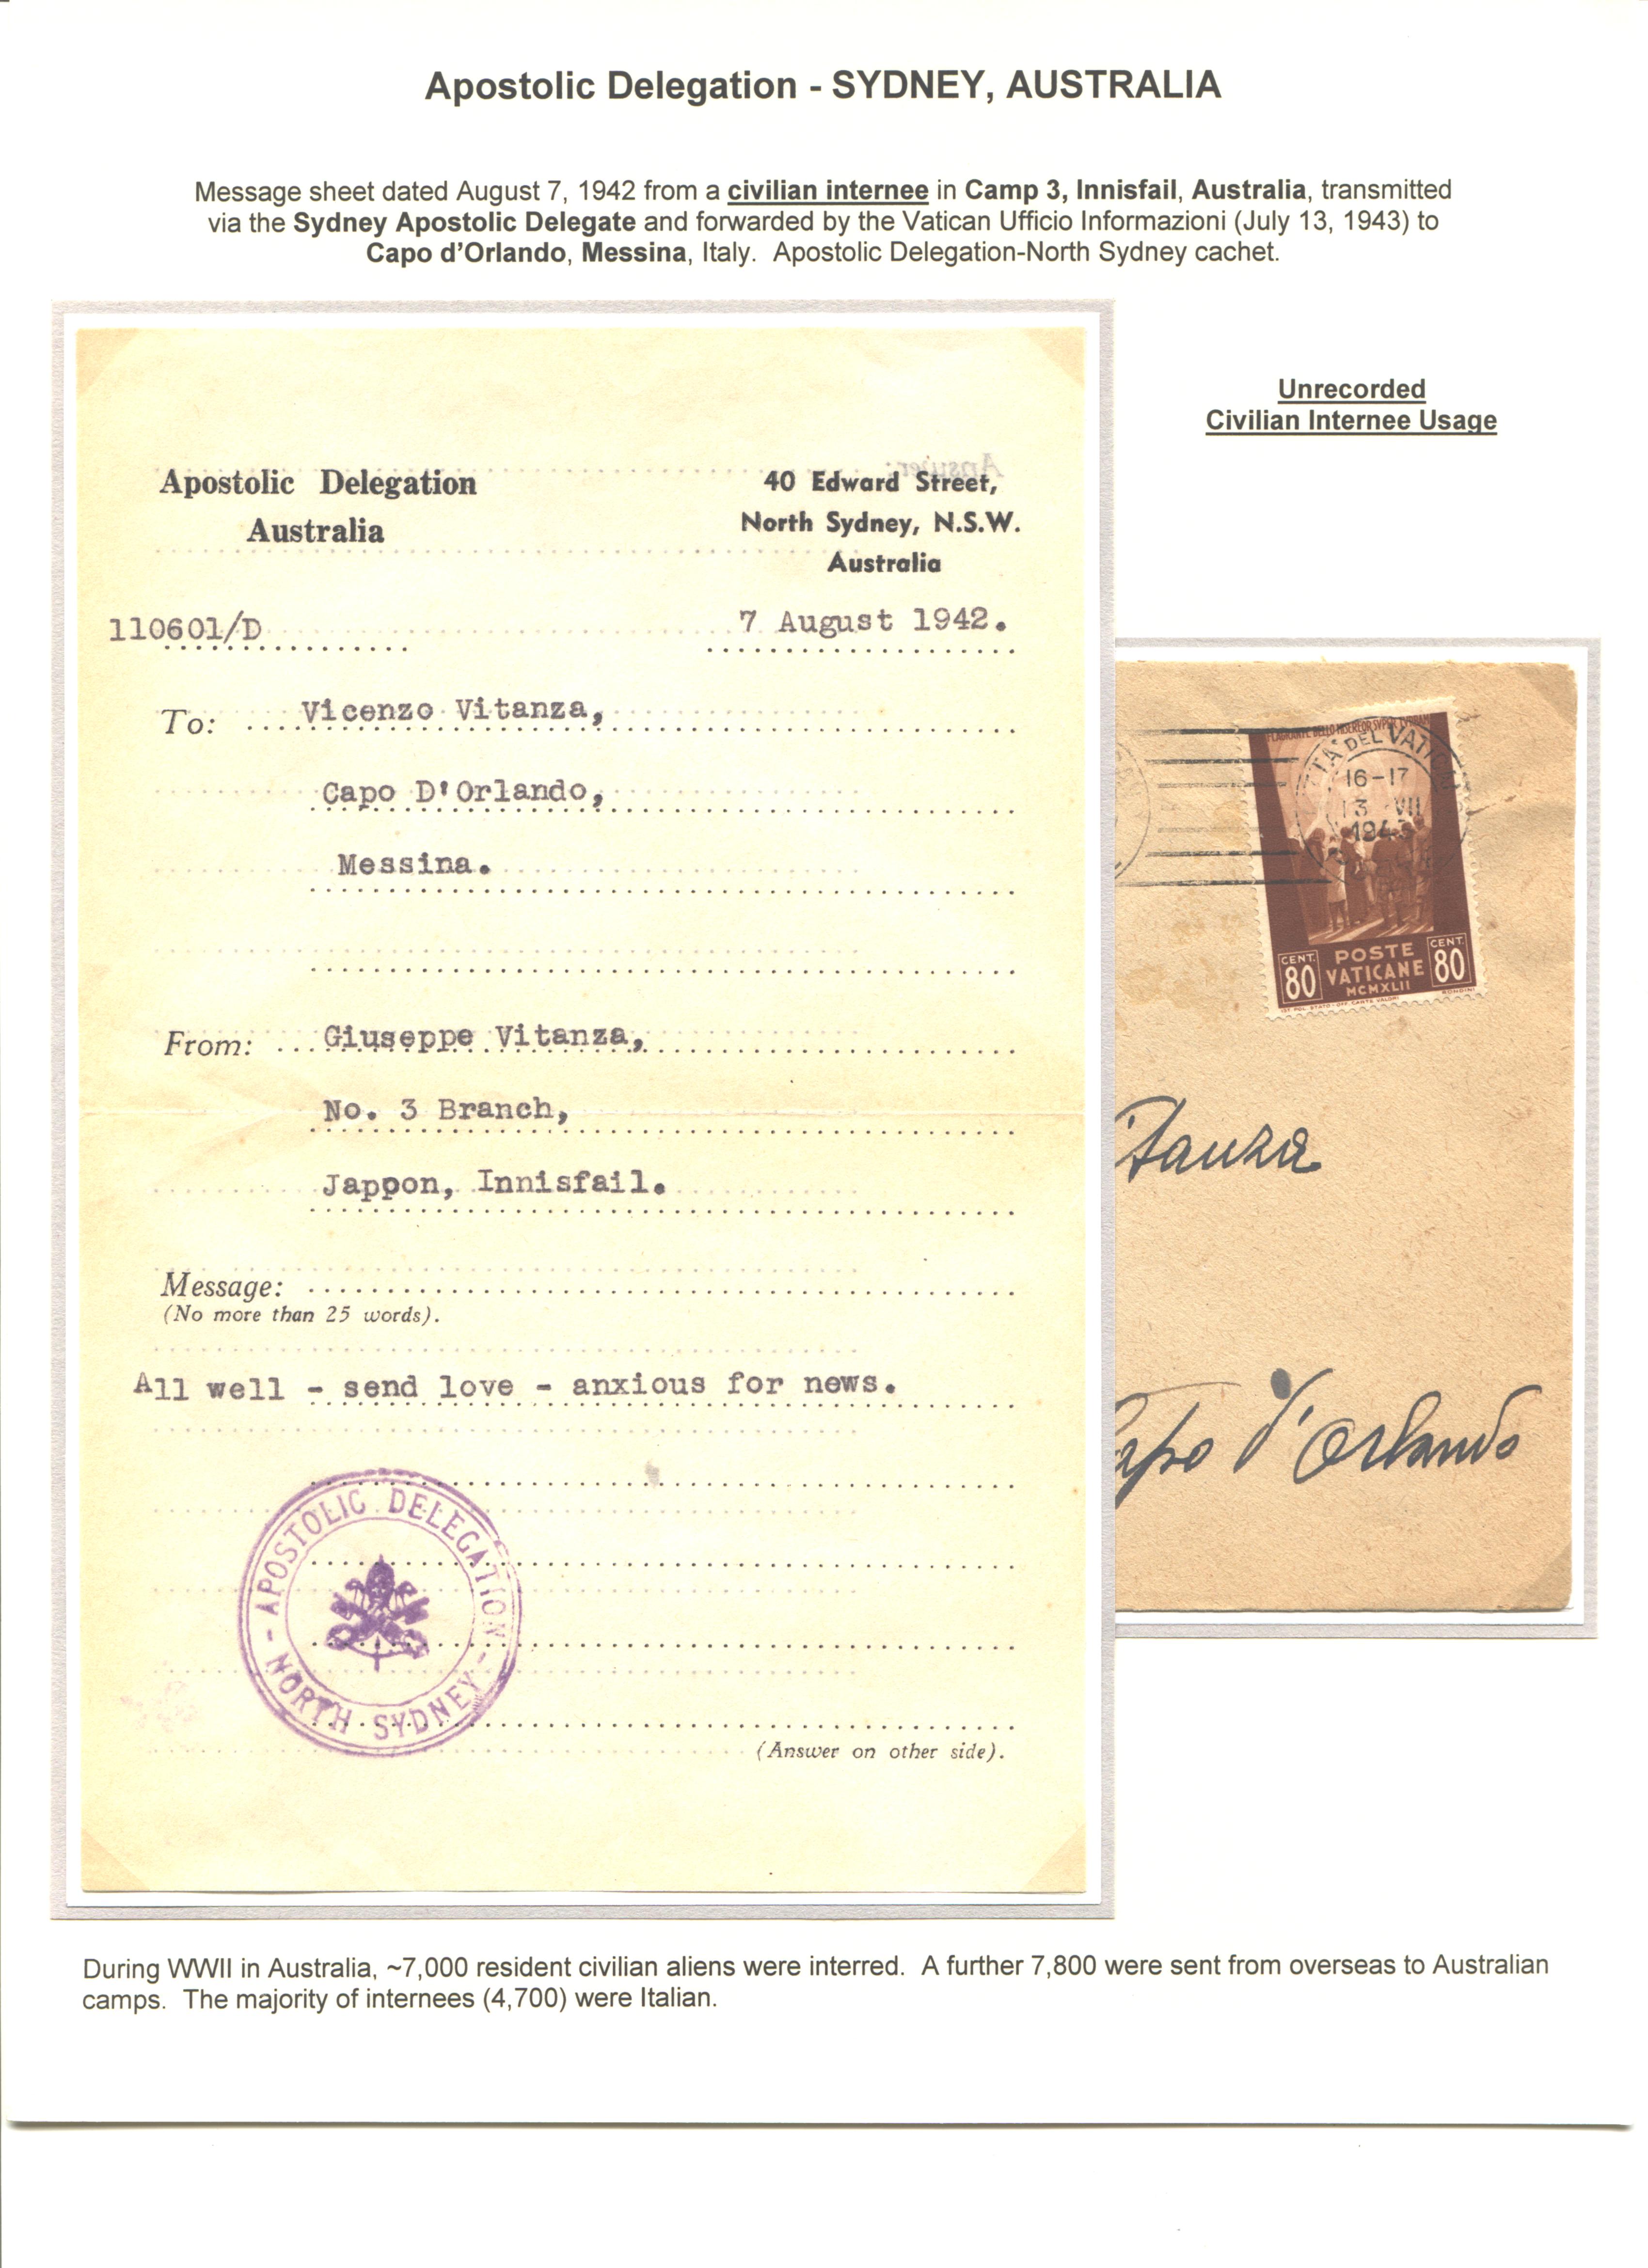 Apostolic Delegation - SYDNEY, AUSTRALIA
Message sheet dated August 7, 1942 from a civilian internee in Camp 3, Innisfail, Australia, transmitted
via the Sydney Apostolic Delegate and forwarded by the Vatican Ufficio Informazioni (July 13, 1943) to
Capo d'Orlando, Messina, Italy. Apostolic Delegation-North Sydney cachet.
Unrecorded
Civilian Internee Usage
Answer:
Apostolic Delegation
Australia
40 Edward Street,
North Sydney, N.S.W.
Australia
110601/D
7 August 1942.
To: Vicenzo Vitanza,
Capo D'Orlando,
Messina.
From: Giuseppe Vitanza,
No. 3 Branch,
Jappon, Innisfail.
Message:
(No more than 25 words).
All well - send love - anxious for news.
APOSTOLIC DELEGATION
- NORTH SYDNEY -
(Answer on other side).
DEL VATIC
16-17
13 VII
1943
CENT. 80
POSTE
VATICANE
MCMXLII
CENT. 80
RONDINI
itanza
Capo d'Orlando
During WWII in Australia, ~7,000 resident civilian aliens were interred. A further 7,800 were sent from overseas to Australian
camps. The majority of internees (4,700) were Italian.